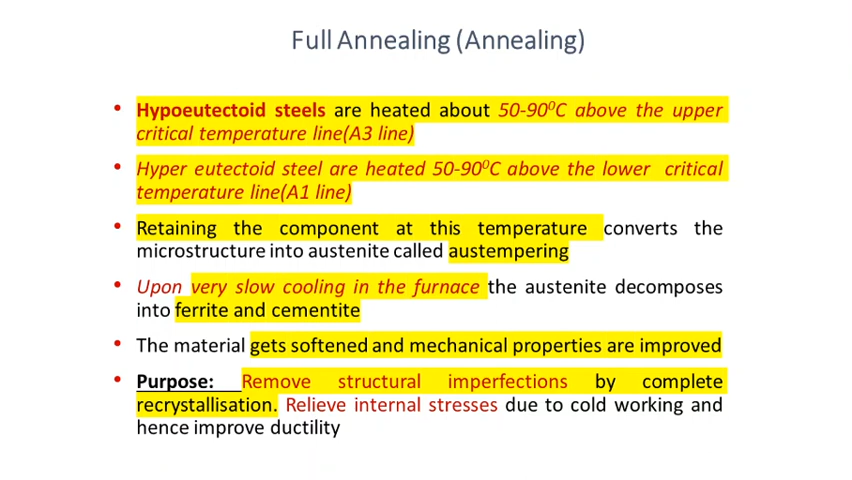 Full Annealing (Annealing)
• Hypoeutectoid steels are heated about 50-90⁰C above the upper
critical temperature line(A3 line)
• Hyper eutectoid steel are heated 50-90⁰C above the lower critical
temperature line(A1 line)
• Retaining the component at this temperature converts the
microstructure into austenite called austempering
• Upon very slow cooling in the furnace the austenite decomposes
into ferrite and cementite
• The material gets softened and mechanical properties are improved
• Purpose: Remove structural imperfections by complete
recrystallisation. Relieve internal stresses due to cold working and
hence improve ductility